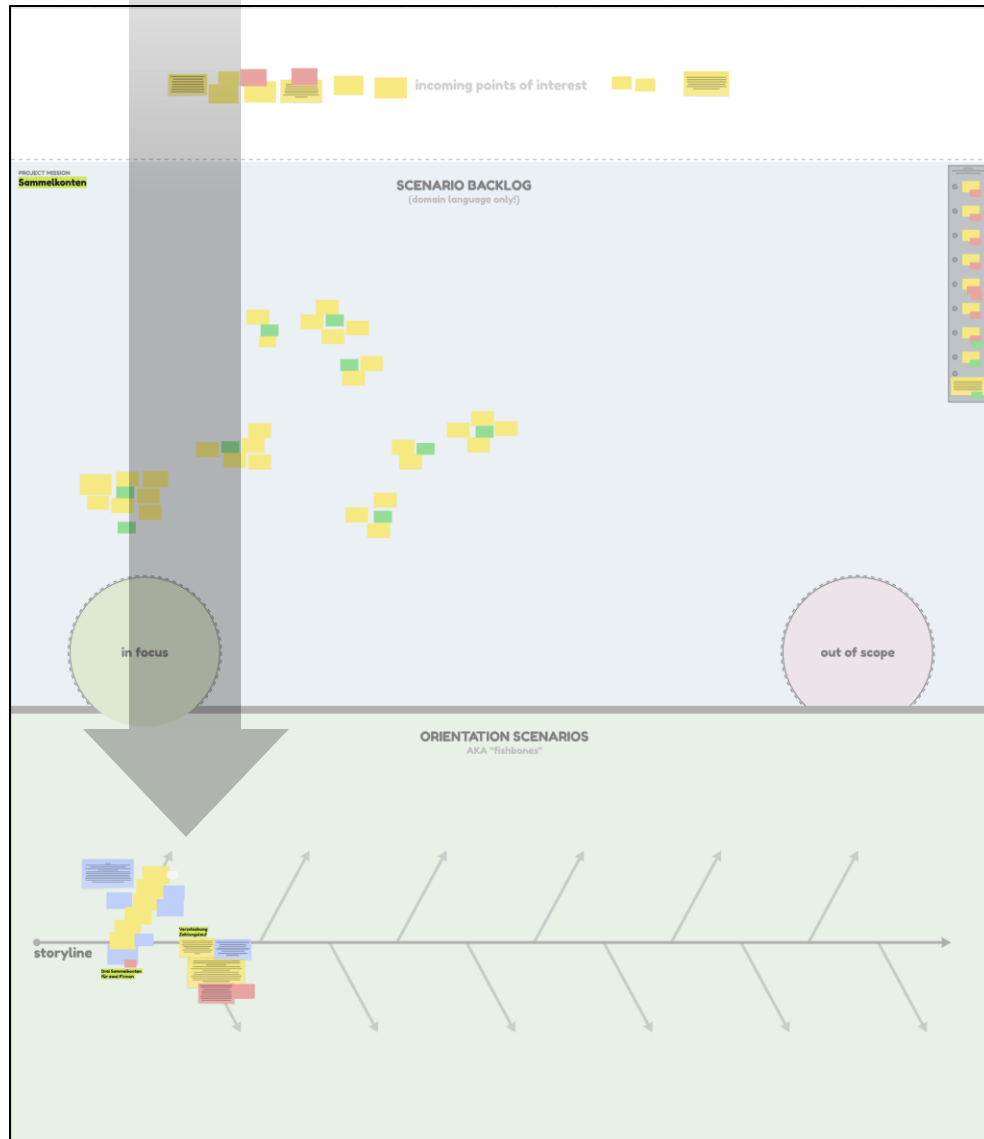 incoming points of interest
PROJECT MISSION
Sammelkonten
SCENARIO BACKLOG
(domain language only!)
in focus
out of scope
ORIENTATION SCENARIOS
AKA "fishbones"
storyline
Verschiebung
Zahlungslauf
Drei Sammelkonten
für zwei Firmen